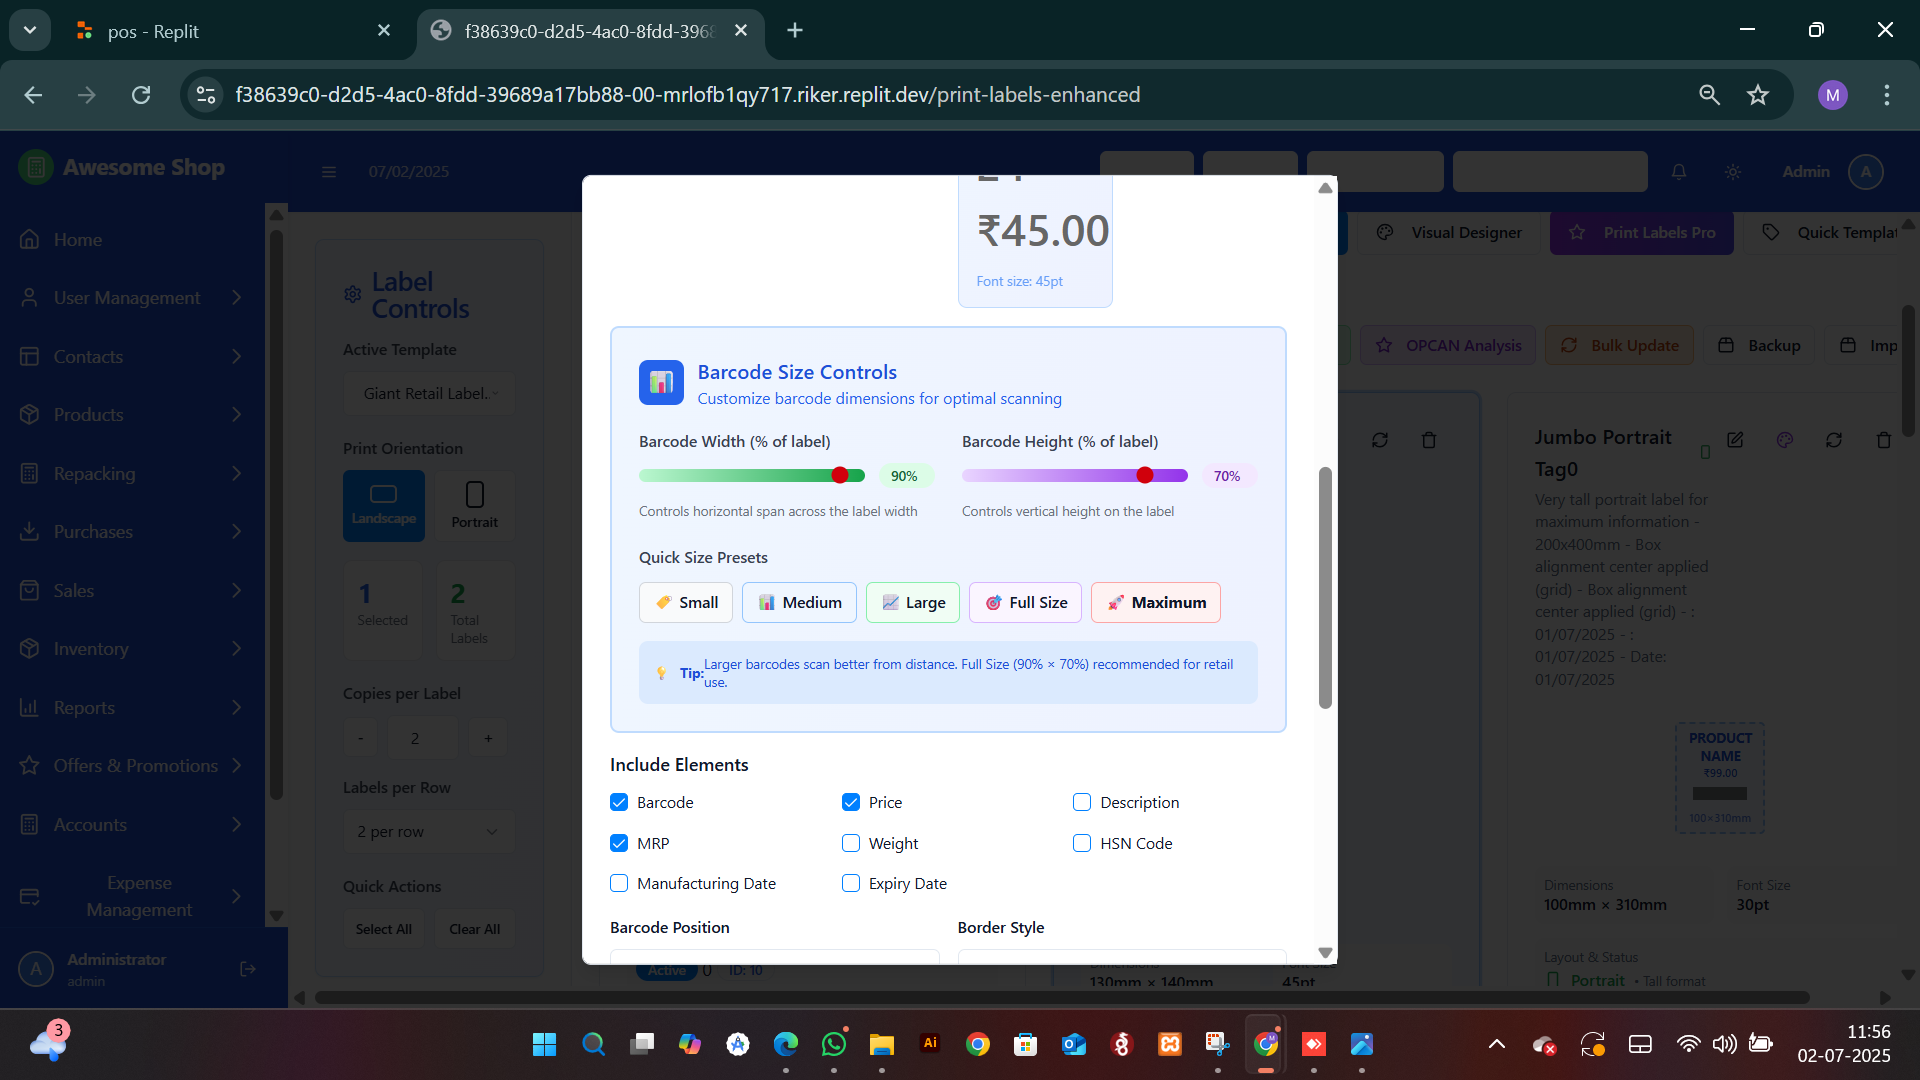 pos - Replit
f38639c0-d2d5-4ac0-8fdd-3968
f38639c0-d2d5-4ac0-8fdd-39689a17bb88-00-mrlofb1qy717.riker.replit.dev/print-labels-enhanced
M
Awesome Shop
07/02/2025
Admin
A
Home
User Management
Contacts
Products
Repacking
Purchases
Sales
Inventory
Reports
Offers & Promotions
Accounts
Expense
Management
A
Administrator
admin
Label
Controls
Active Template
Giant Retail Label.
Print Orientation
Landscape
Portrait
1
Selected
2
Total
Labels
Copies per Label
-
2
+
Labels per Row
2 per row
Quick Actions
Select All
Clear All
₹45.00
Font size: 45pt
Barcode Size Controls
Customize barcode dimensions for optimal scanning
Barcode Width (% of label)
90%
Controls horizontal span across the label width
Barcode Height (% of label)
70%
Controls vertical height on the label
Quick Size Presets
Small
Medium
Large
Full Size
Maximum
Tip:
Larger barcodes scan better from distance. Full Size (90% × 70%) recommended for retail
use.
Include Elements
Barcode
Price
Description
MRP
Weight
HSN Code
Manufacturing Date
Expiry Date
Barcode Position
Border Style
Visual Designer
Print Labels Pro
Quick Templat
OPCAN Analysis
Bulk Update
Backup
Imp
Jumbo Portrait
Tag0
Very tall portrait label for
maximum information -
200x400mm - Box
alignment center applied
(grid) - Box alignment
center applied (grid) - :
01/07/2025 - :
01/07/2025 - Date:
01/07/2025
PRODUCT
NAME
₹99.00
100×310mm
Dimensions
100mm × 310mm
Font Size
30pt
Layout & Status
Portrait
• Tall format
Active
0
ID: 10
130mm × 140mm
45pt
3
Ai
11:56
02-07-2025